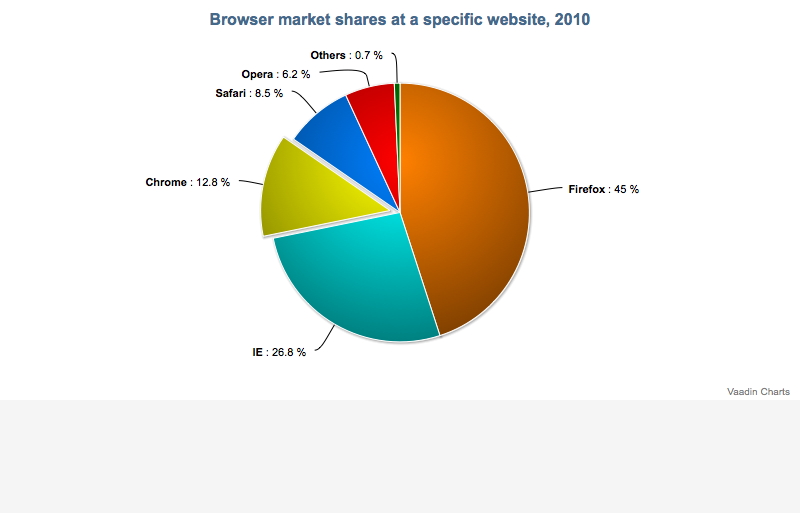 Browser market shares at a specific website, 2010
Others : 0.7 %
Opera : 6.2 %
Safari : 8.5 %
Chrome : 12.8 %
Firefox : 45 %
IE : 26.8 %
Vaadin Charts